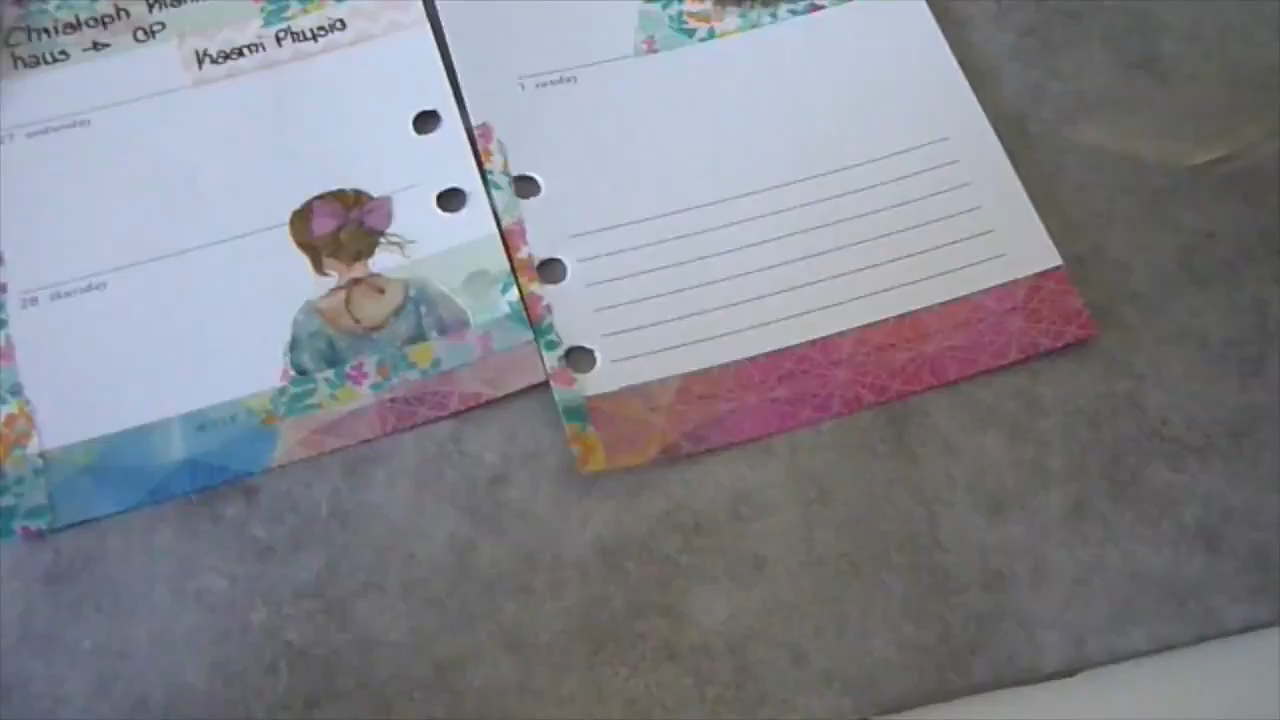 Christoph
haus → OP
Kaomi Physio
27 wednesday
28 thursday
1 sunday